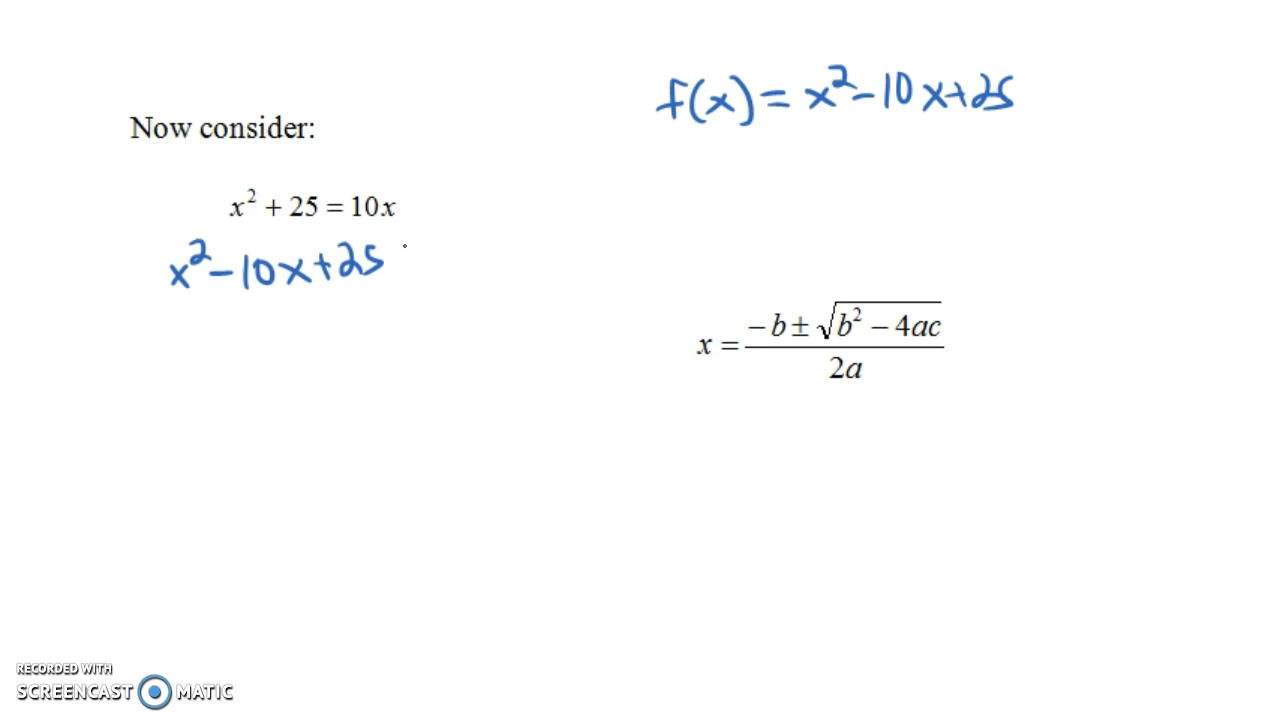 f(x) = x² - 10x + 25
Now consider:
x² + 25 = 10x
x² - 10x + 25
x = (-b ± √(b² - 4ac)) / 2a
RECORDED WITH
SCREENCAST MATIC